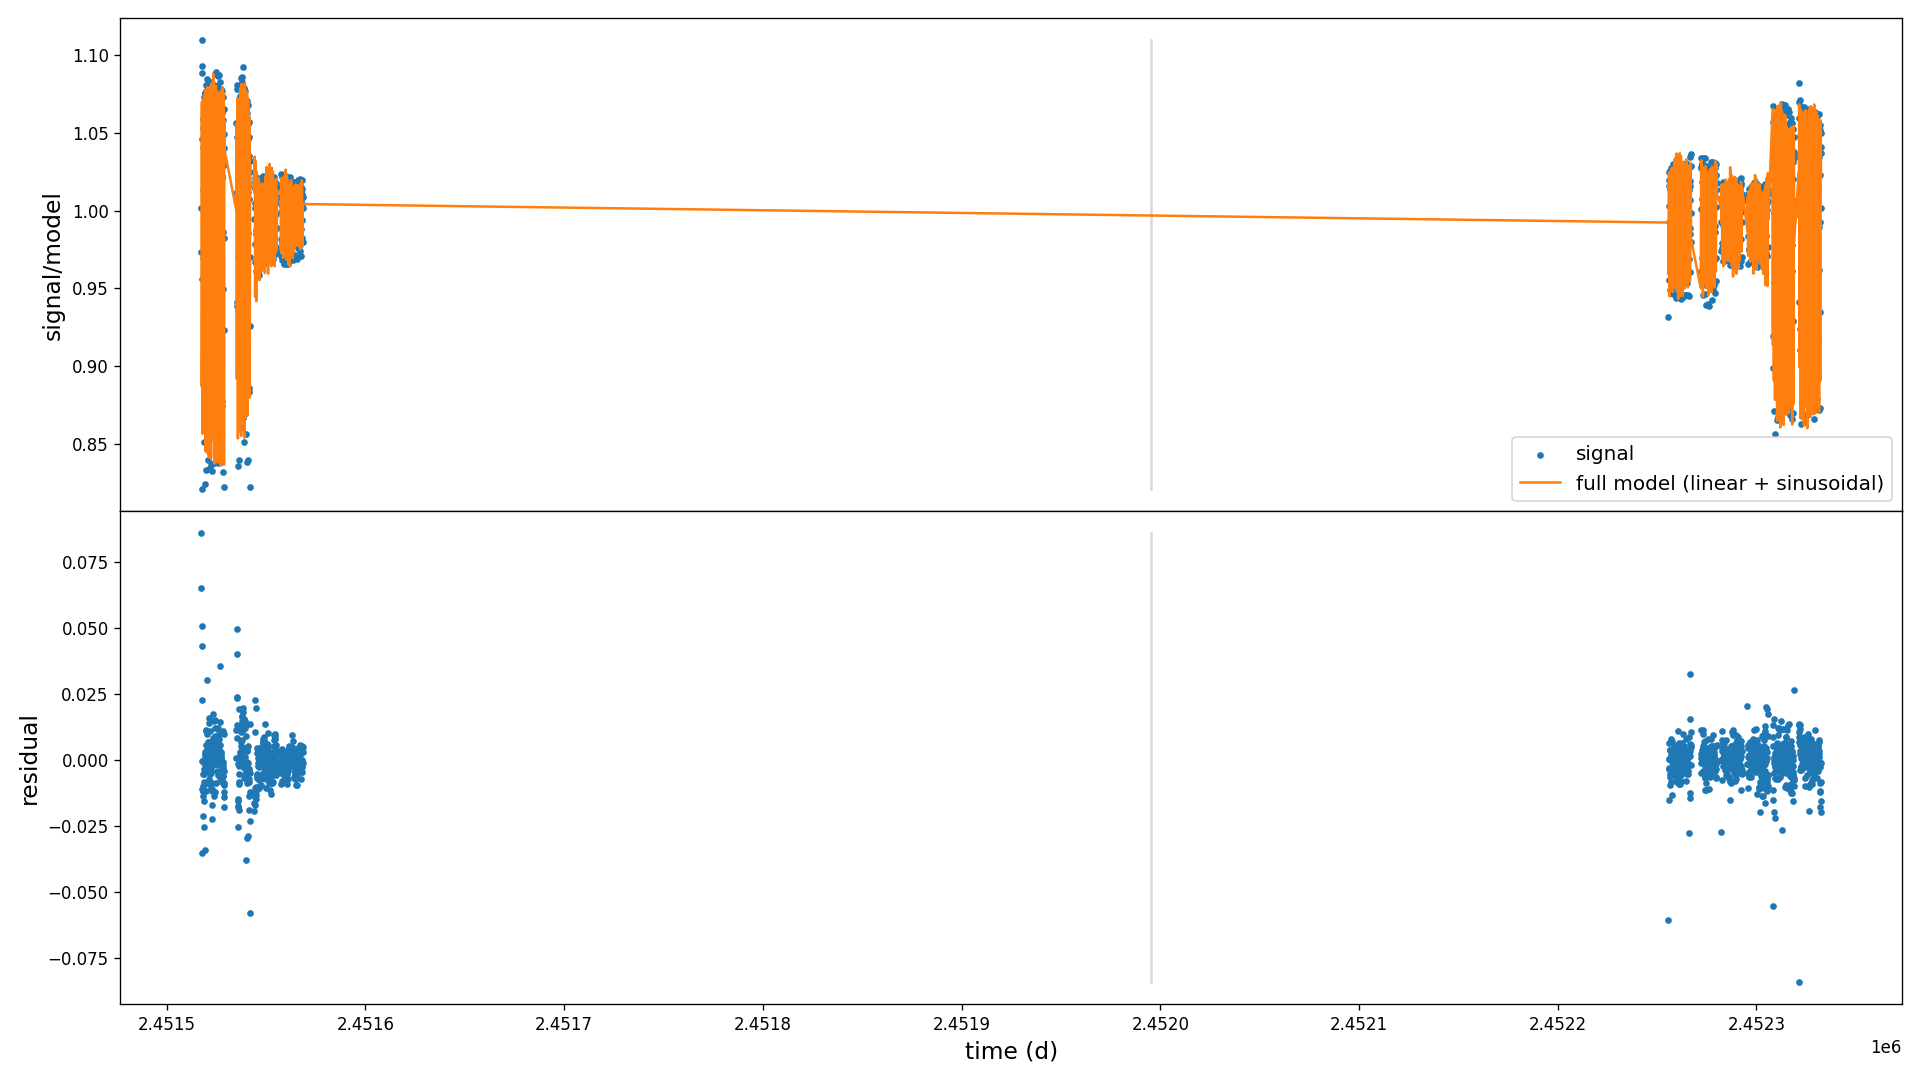 1.10
1.05
1.00
0.95
0.90
0.85
signal/model
signal
full model (linear + sinusoidal)
0.075
0.050
0.025
0.000
−0.025
−0.050
−0.075
residual
2.4515 2.4516 2.4517 2.4518 2.4519 2.4520 2.4521 2.4522 2.4523
1e6
time (d)